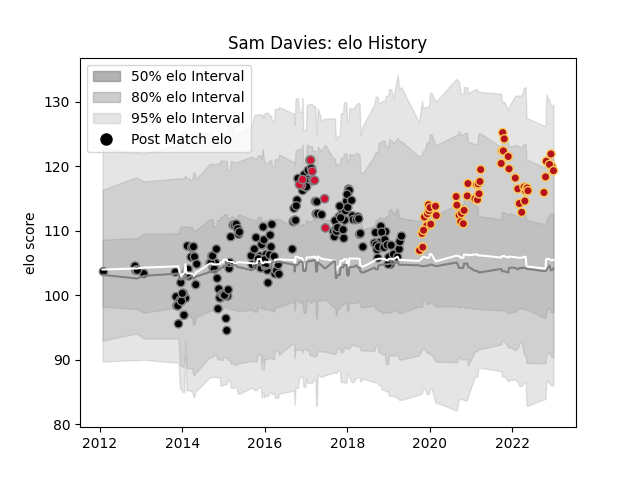 Sam Davies: elo History
50% elo Interval
80% elo Interval
95% elo Interval
Post Match elo
elo score
130
120
110
100
90
80
2012
2014
2016
2018
2020
2022